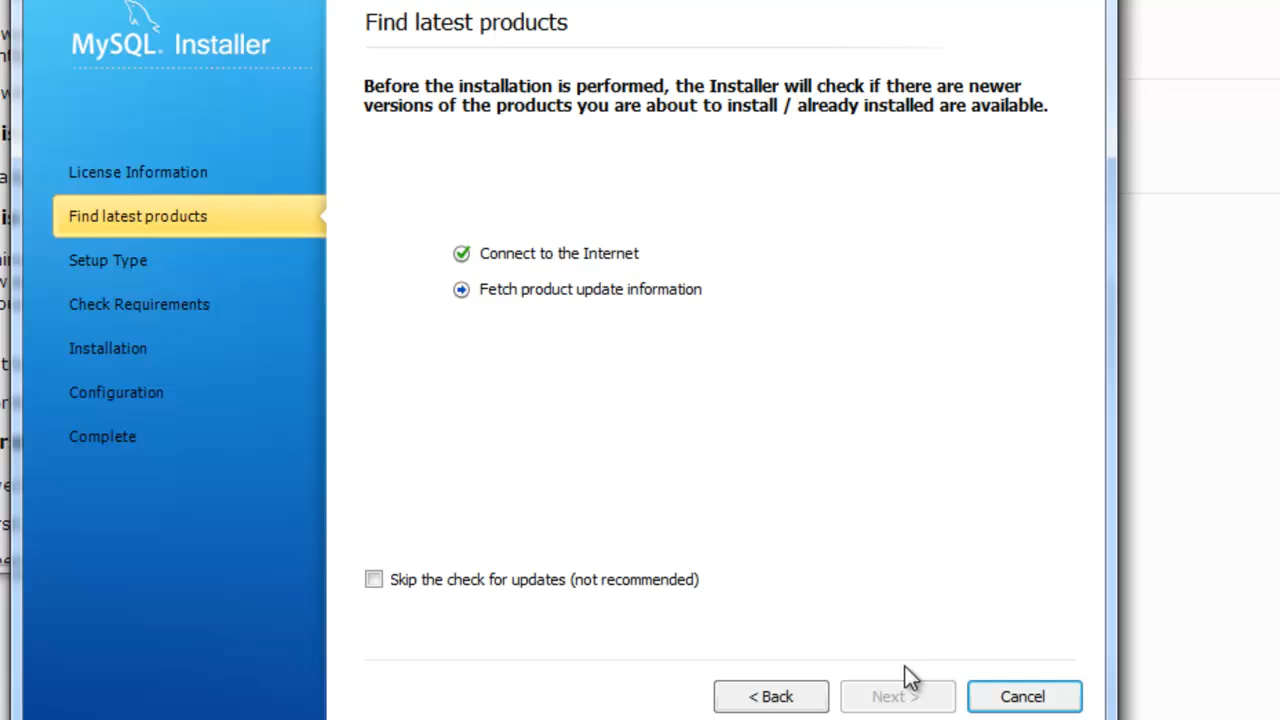 MySQL. Installer
Find latest products
Before the installation is performed, the Installer will check if there are newer
versions of the products you are about to install / already installed are available.
License Information
Find latest products
Setup Type
Check Requirements
Installation
Configuration
Complete
Connect to the Internet
Fetch product update information
Skip the check for updates (not recommended)
< Back
Next >
Cancel